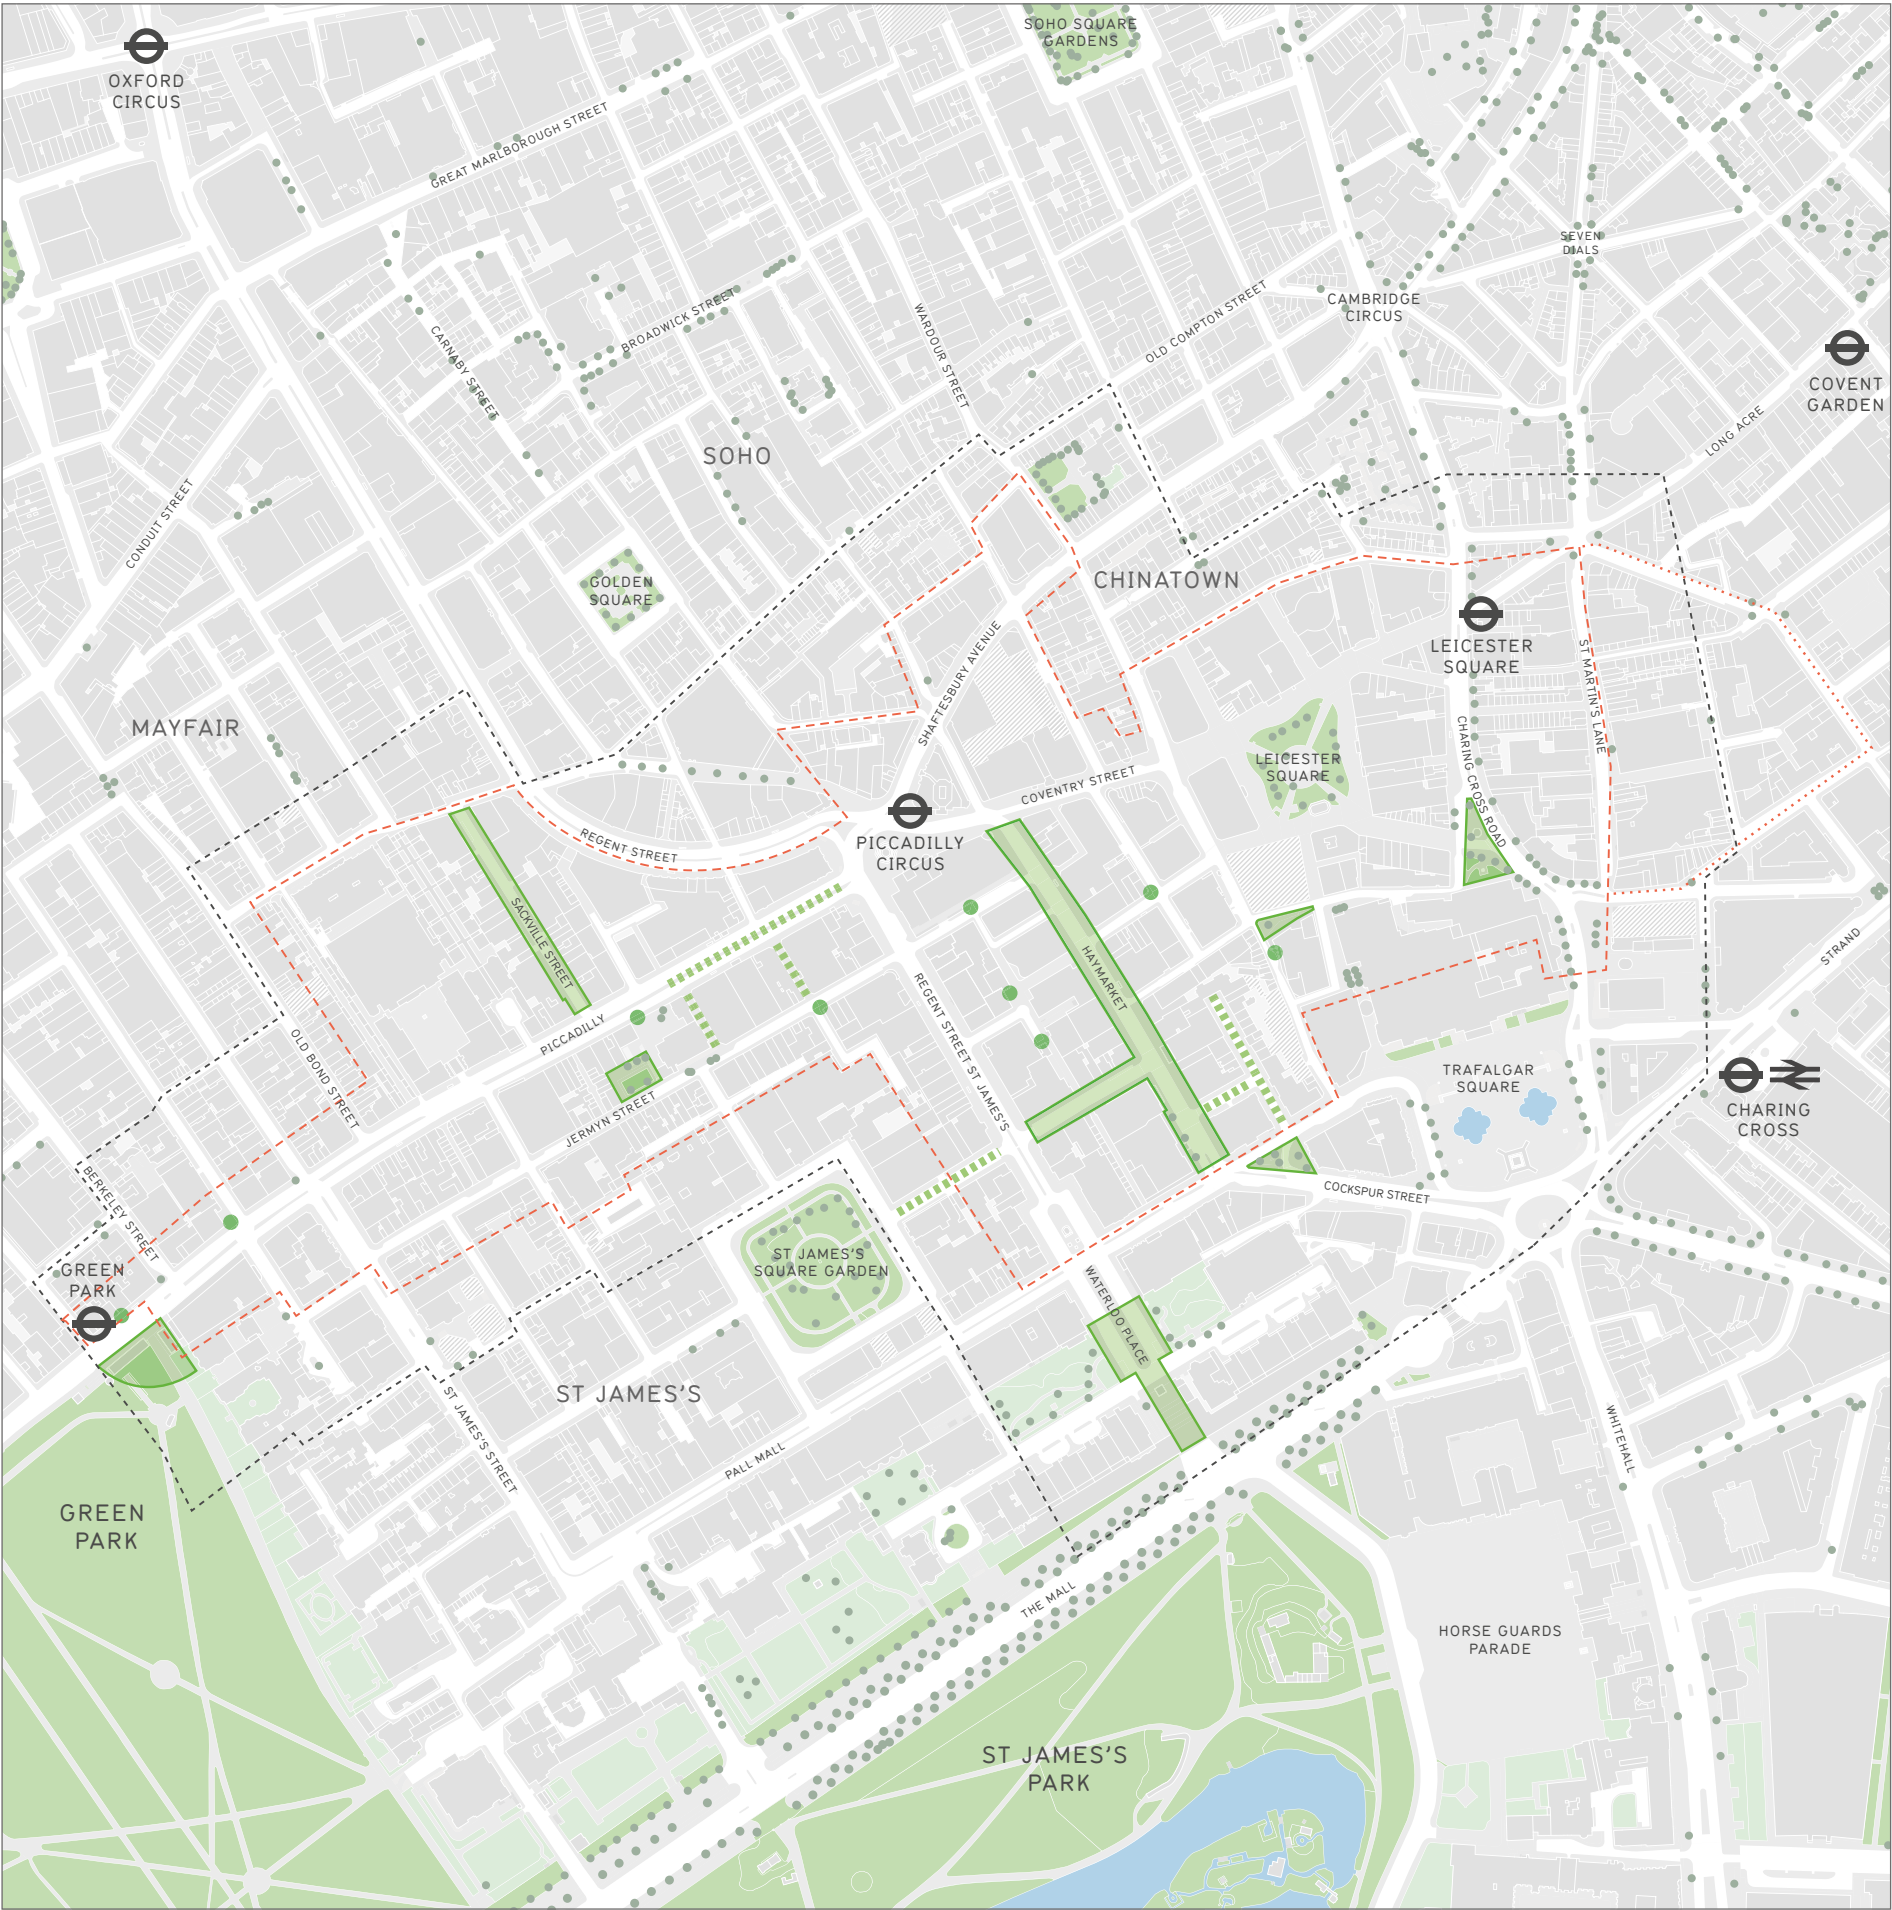 SOHO SQUARE
GARDENS
OXFORD
CIRCUS
GREAT MARLBOROUGH STREET
SEVEN
DIALS
CAMBRIDGE
CIRCUS
BROADWICK STREET
CARNABY STREET
WARDOUR STREET
OLD COMPTON STREET
COVENT
GARDEN
LONG ACRE
SOHO
CONDUIT STREET
GOLDEN
SQUARE
CHINATOWN
LEICESTER
SQUARE
ST MARTIN'S LANE
SHAFTESBURY AVENUE
MAYFAIR
LEICESTER
SQUARE
CHARING CROSS ROAD
COVENTRY STREET
REGENT STREET
PICCADILLY
CIRCUS
SACKVILLE STREET
HAYMARKET
STRAND
PICCADILLY
OLD BOND STREET
REGENT STREET ST JAMES'S
TRAFALGAR
SQUARE
CHARING
CROSS
JERMYN STREET
BERKELEY STREET
COCKSPUR STREET
GREEN
PARK
ST JAMES'S
SQUARE GARDEN
WATERLOO PLACE
ST JAMES'S
ST JAMES'S STREET
PALL MALL
WHITEHALL
GREEN
PARK
THE MALL
HORSE GUARDS
PARADE
ST JAMES'S
PARK